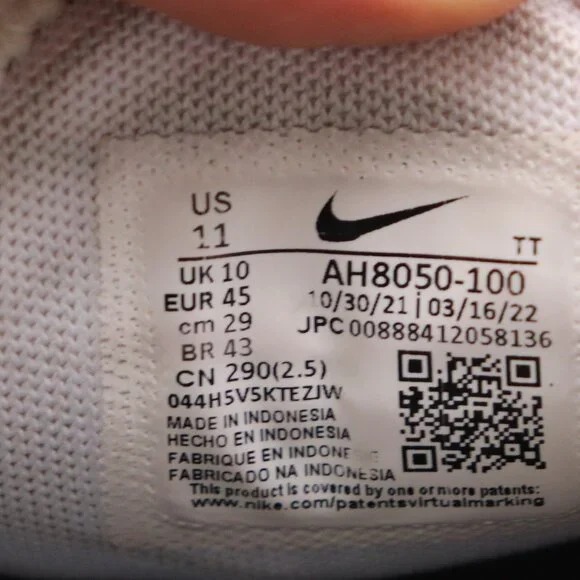 US
11
TT
UK 10
AH8050-100
EUR 45
10/30/21 | 03/16/22
cm 29
JPC 00888412058136
BR 43
CN 290(2.5)
044H5V5KTEZJW
MADE IN INDONESIA
HECHO EN INDONESIA
FABRIQUE EN INDONE
FABRICADO NA INDONESIA
This product is covered by one or more patents:
www.nike.com/patentsvirtualmarking